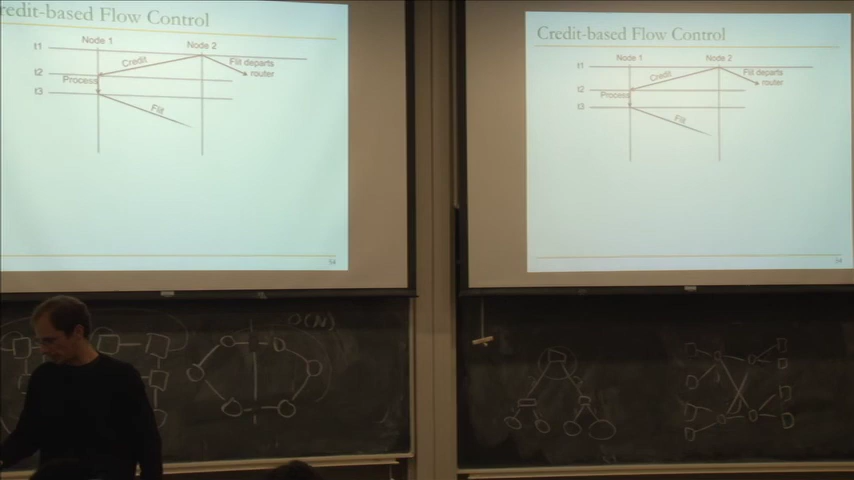 redit-based Flow Control
Node 1
Node 2
t1
Credit
Flit departs
router
t2
Process
t3
Flit
54
O(N)
Credit-based Flow Control
Node 1
Node 2
t1
Credit
Flit departs
router
t2
Process
t3
Flit
54